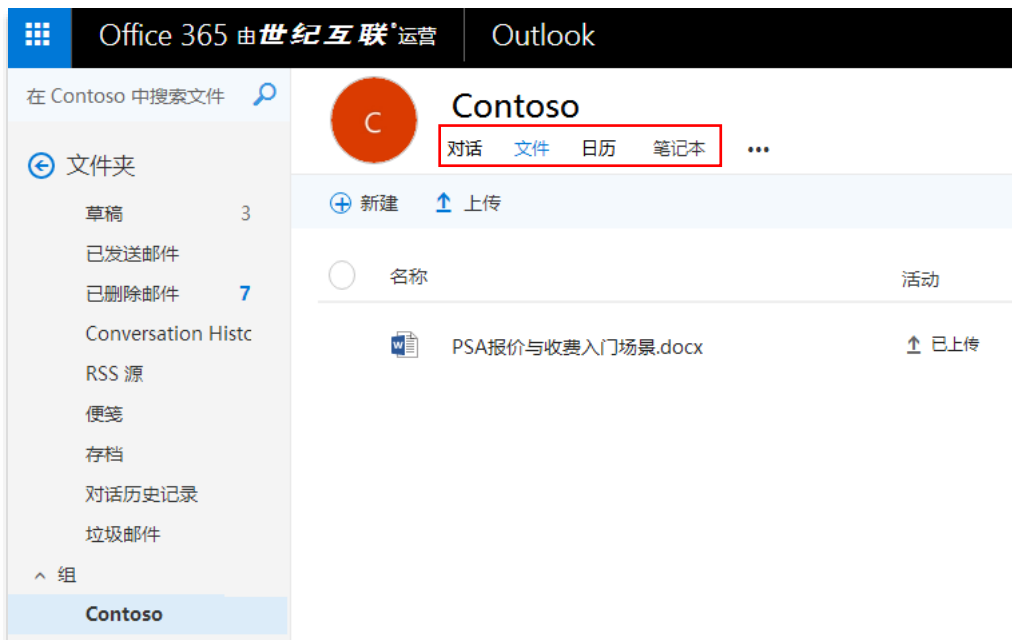 Office 365 由世纪互联运营 Outlook
在 Contoso 中搜索文件
文件夹
草稿 3
已发送邮件
已删除邮件 7
Conversation Histc
RSS 源
便笺
存档
对话历史记录
垃圾邮件
组
Contoso
C
Contoso
对话 文件 日历 笔记本 •••
新建 上传
名称 活动
PSA报价与收费入门场景.docx 已上传